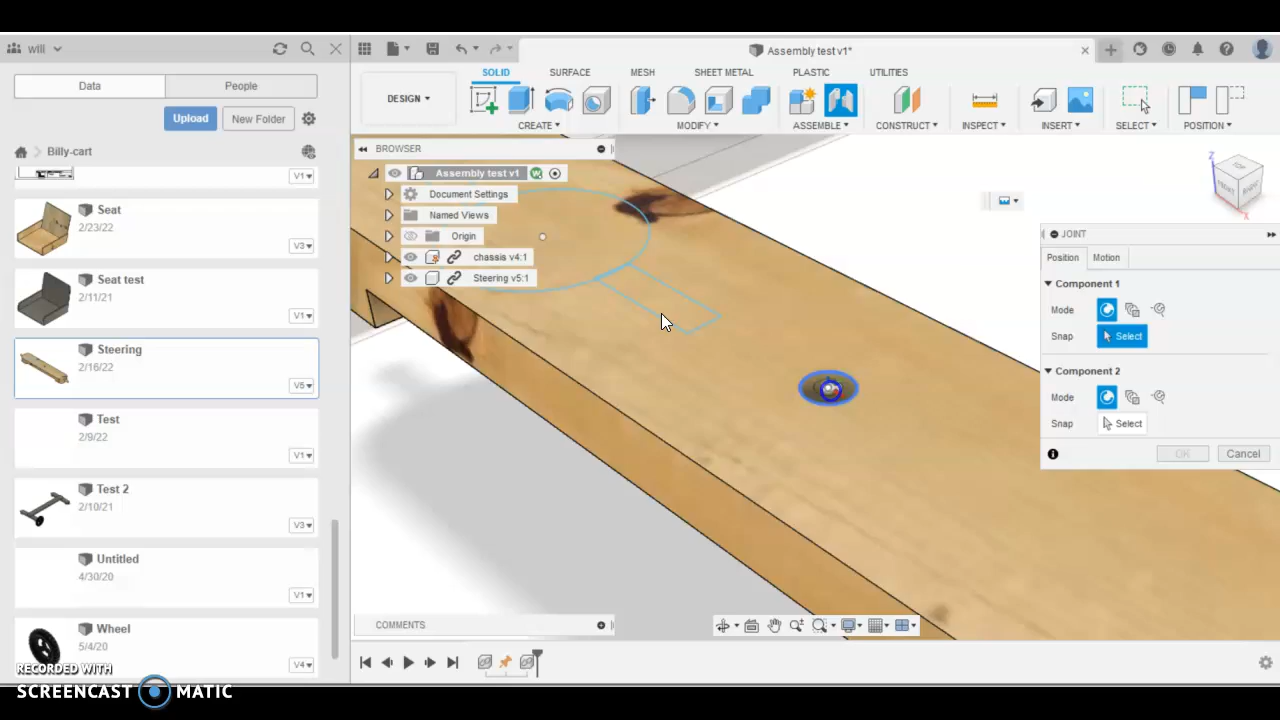 will
Assembly test v1*
Data
People
Upload
New Folder
Billy-cart
V1
Seat
2/23/22
V3
Seat test
2/11/21
V1
Steering
2/16/22
V5
Test
2/9/22
V1
Test 2
2/10/21
V3
Untitled
4/30/20
V1
Wheel
5/4/20
V4
DESIGN
SOLID
SURFACE
MESH
SHEET METAL
PLASTIC
UTILITIES
CREATE
MODIFY
ASSEMBLE
CONSTRUCT
INSPECT
INSERT
SELECT
POSITION
BROWSER
Assembly test v1
Document Settings
Named Views
Origin
chassis v4:1
Steering v5:1
Z
TOP
X
JOINT
Position
Motion
Component 1
Mode
Snap
Select
Component 2
Mode
Snap
Select
OK
Cancel
COMMENTS
RECORDED WITH
SCREENCAST MATIC